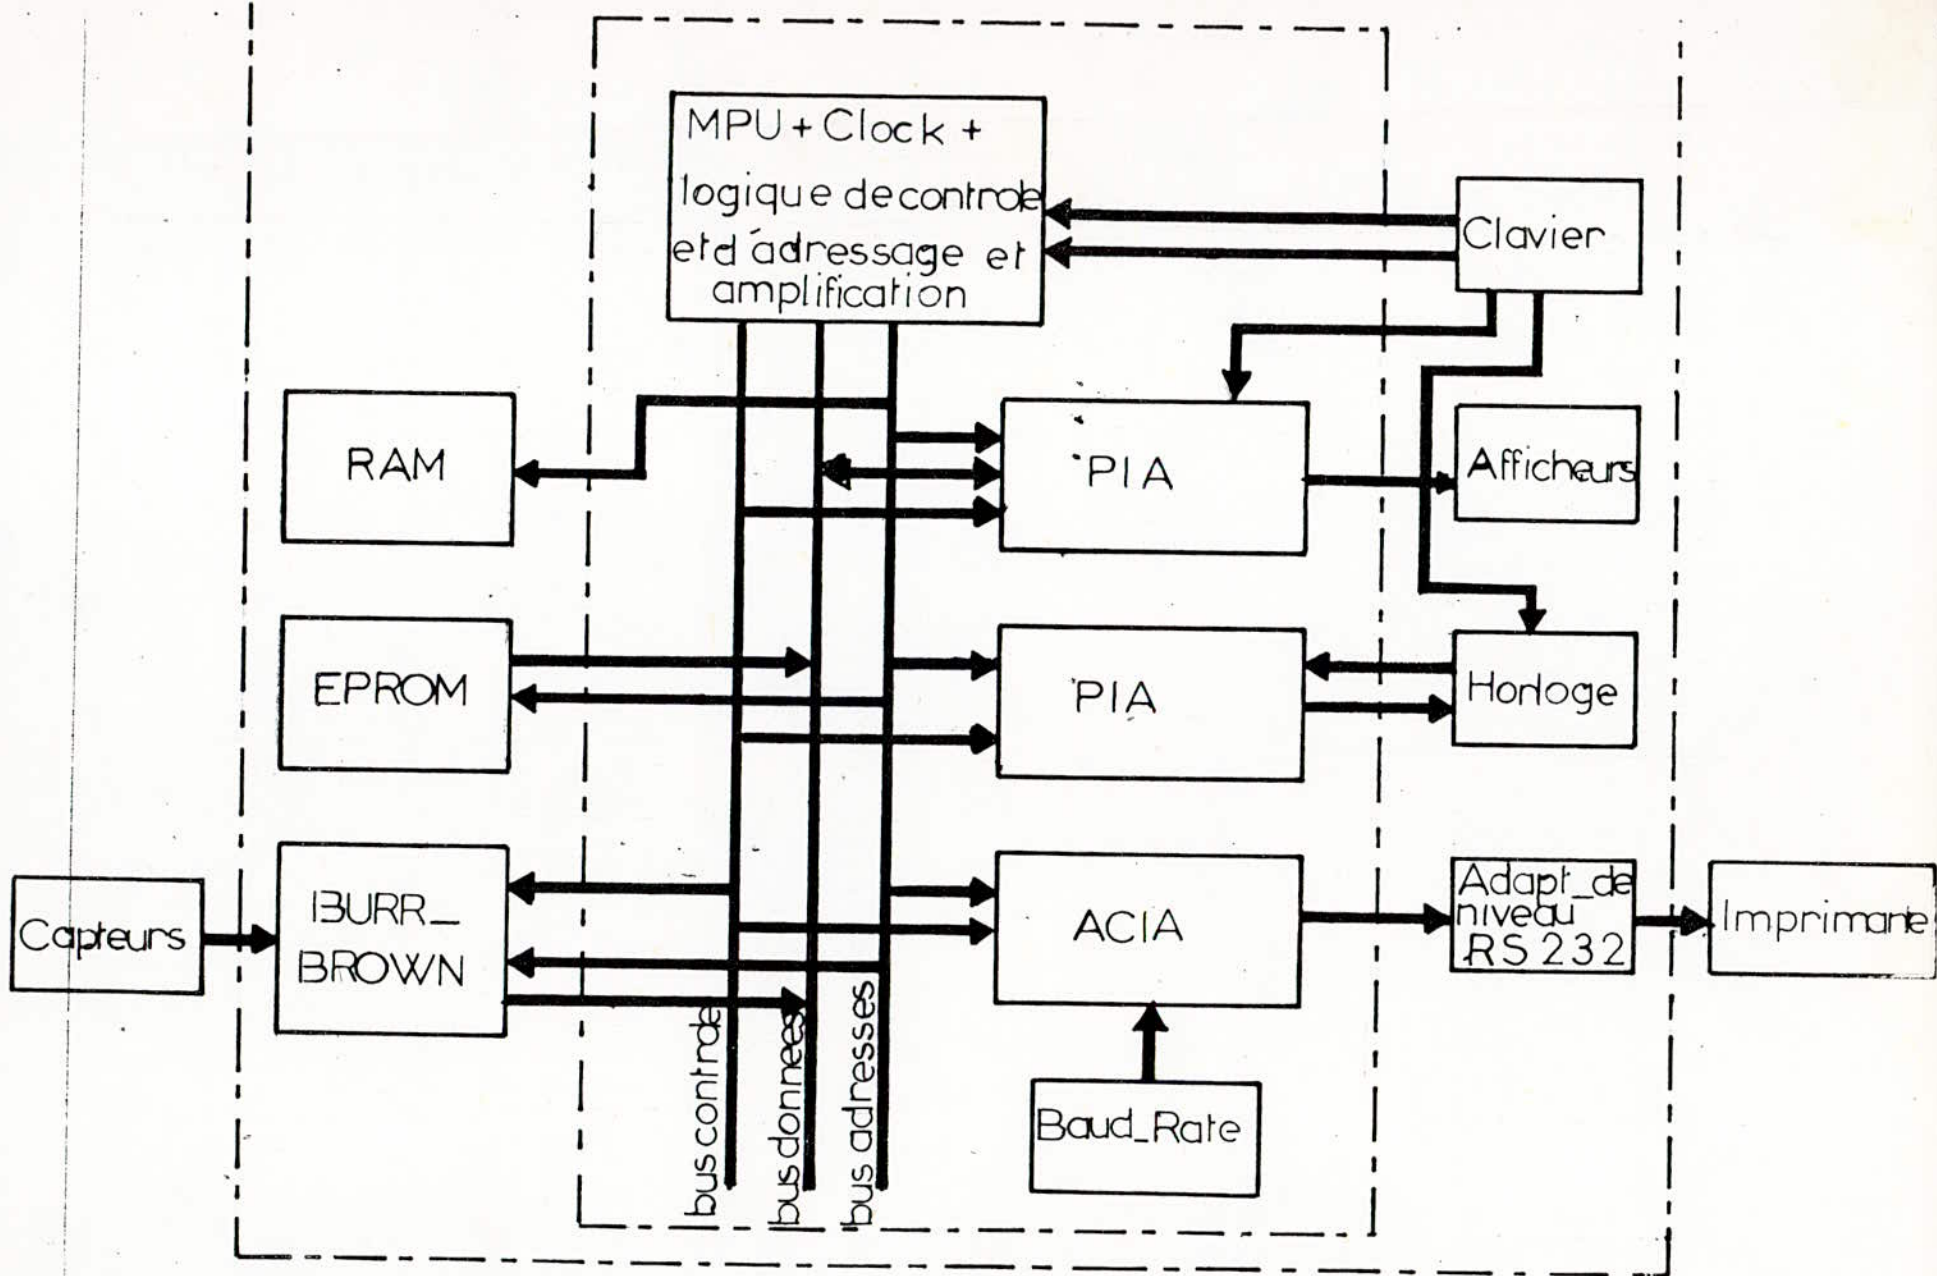 MPU + Clock +
logique de controle
et d'adressage et
amplification
Clavier
RAM
PIA
Afficheurs
EPROM
PIA
Horloge
Capteurs
BURR_
BROWN
ACIA
Adapt_de
niveau
RS 232
Imprimante
Baud_Rate
bus controle
bus donnees
bus adresses